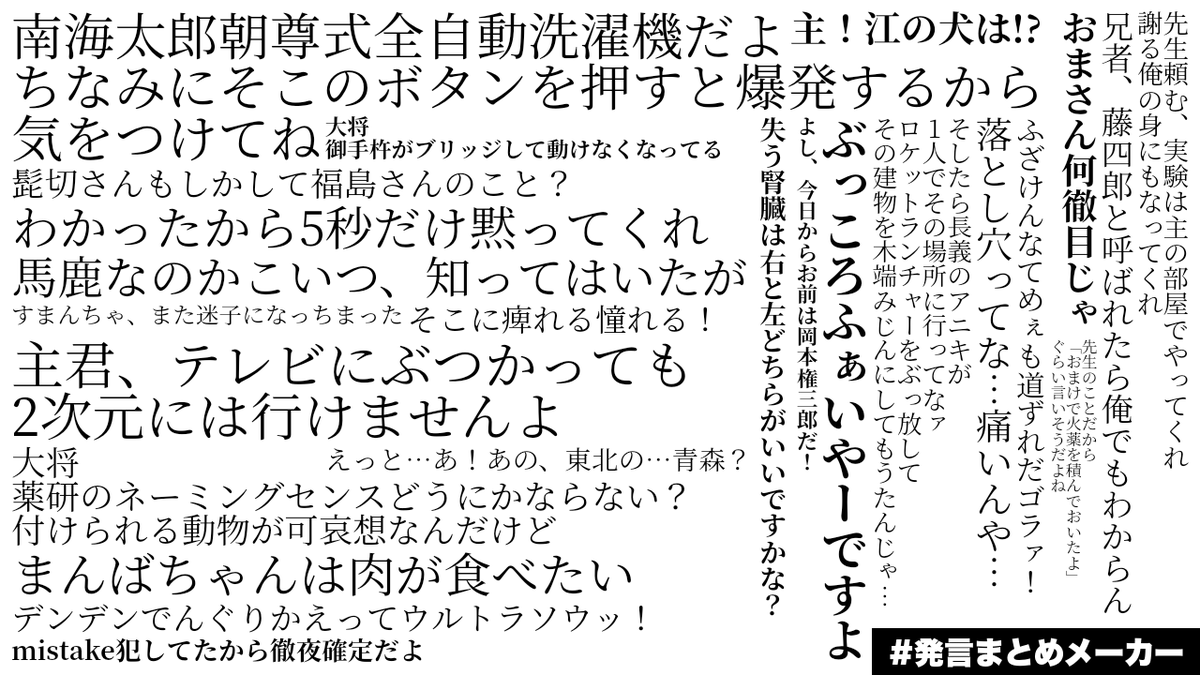 南海太郎朝尊式全自動洗濯機だよ
ちなみにそこのボタンを押すと爆発するから
気をつけてね
大将
御手杵がブリッジして動けなくなってる
髭切さんもしかして福島さんのこと？
わかったから5秒だけ黙ってくれ
馬鹿なのかこいつ、知ってはいたが
すまんちゃ、また迷子になっちまった
そこに痺れる憧れる！
主君、テレビにぶつかっても
2次元には行けませんよ
大将
薬研のネーミングセンスどうにかならない？
付けられる動物が可哀想なんだけど
えっと…あ！あの、東北の…青森？
まんばちゃんは肉が食べたい
デンデンでんぐりかえってウルトラソウッ！
mistake犯してたから徹夜確定だよ
主！江の犬は!?
先生頼む、実験は主の部屋でやってくれ
謝る俺の身にもなってくれ
兄者、藤四郎と呼ばれたら俺でもわからん
おまさん何徹目じゃ
先生のことだから
「おまけで火薬を積んでおいたよ」
ぐらい言いそうだよね
ふざけんなてめぇも道ずれだゴラァ！
落とし穴ってな…痛いんや…
そしたら長義のアニキが
１人でその場所に行ってなァ
ロケットランチャーをぶっ放して
その建物を木端みじんにしてもうたんじゃ…
ぶっころふぁいやーですよ
よし、今日からお前は岡本権三郎だ！
失う腎臓は右と左どちらがいいですかな？
#発言まとめメーカー